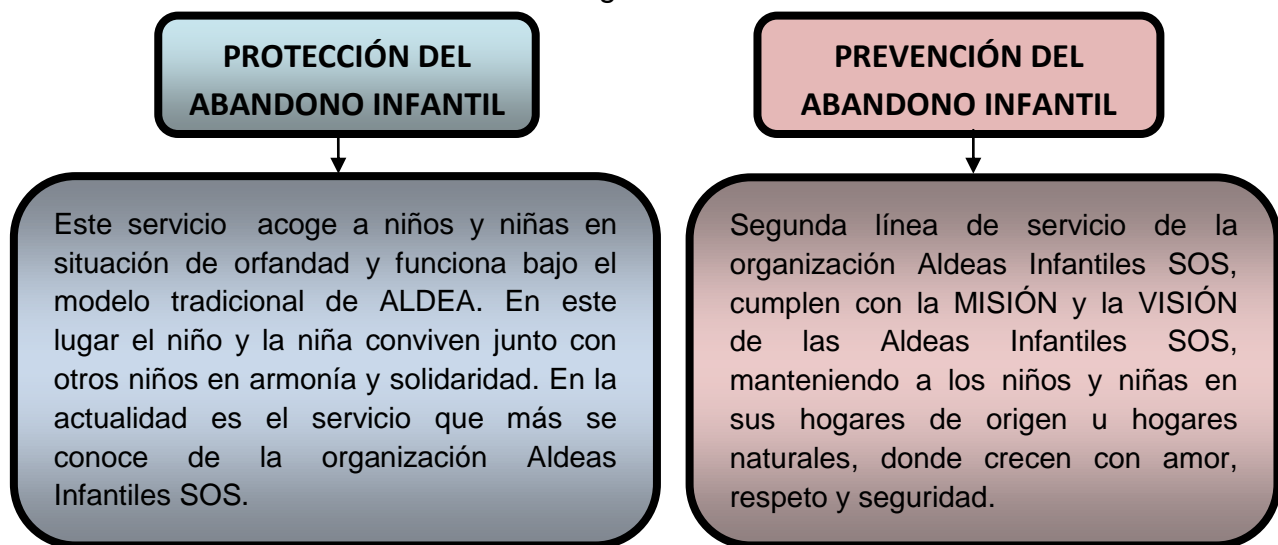 PROTECCIÓN DEL
ABANDONO INFANTIL
Este servicio acoge a niños y niñas en
situación de orfandad y funciona bajo el
modelo tradicional de ALDEA. En este
lugar el niño y la niña conviven junto con
otros niños en armonía y solidaridad. En la
actualidad es el servicio que más se
conoce de la organización Aldeas
Infantiles SOS.
PREVENCIÓN DEL
ABANDONO INFANTIL
Segunda línea de servicio de la
organización Aldeas Infantiles SOS,
cumplen con la MISIÓN y la VISIÓN
de las Aldeas Infantiles SOS,
manteniendo a los niños y niñas en
sus hogares de origen u hogares
naturales, donde crecen con amor,
respeto y seguridad.